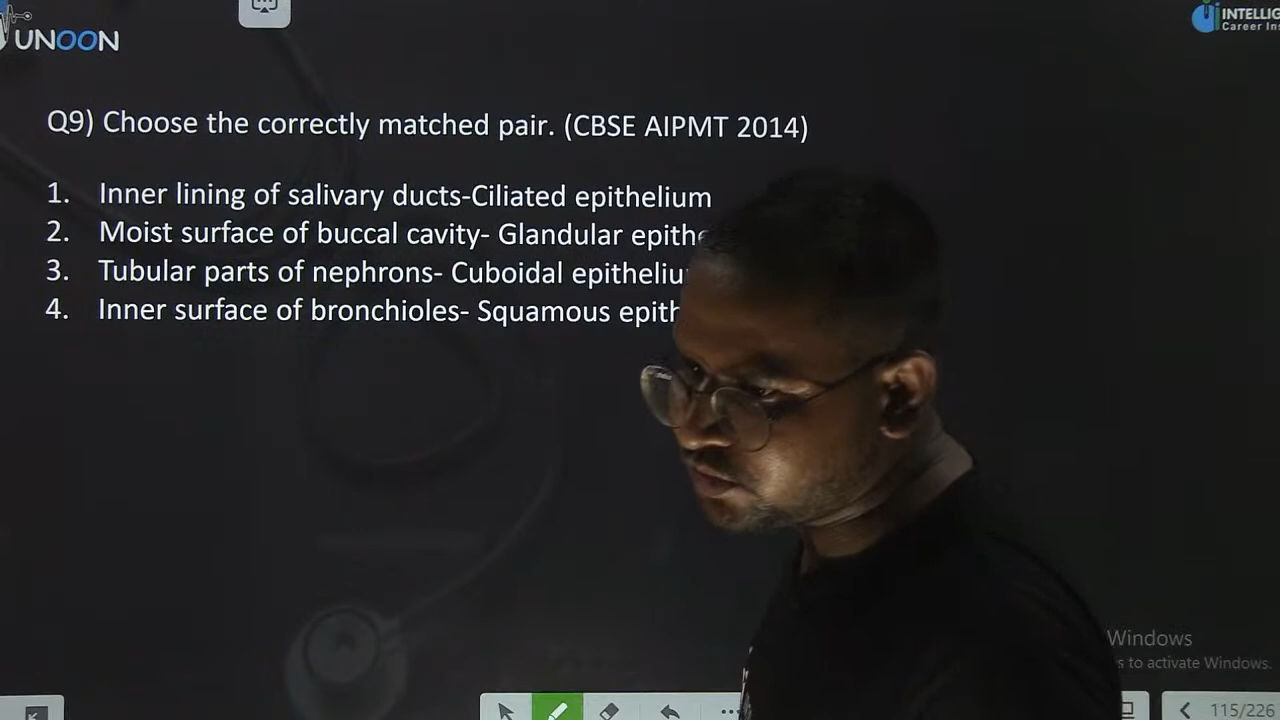 UNOON
INTELLIG
Career Ins
Q9) Choose the correctly matched pair. (CBSE AIPMT 2014)
1. Inner lining of salivary ducts-Ciliated epithelium
2. Moist surface of buccal cavity- Glandular epithe
3. Tubular parts of nephrons- Cuboidal epitheliu
4. Inner surface of bronchioles- Squamous epith
Windows
s to activate Windows.
115/226